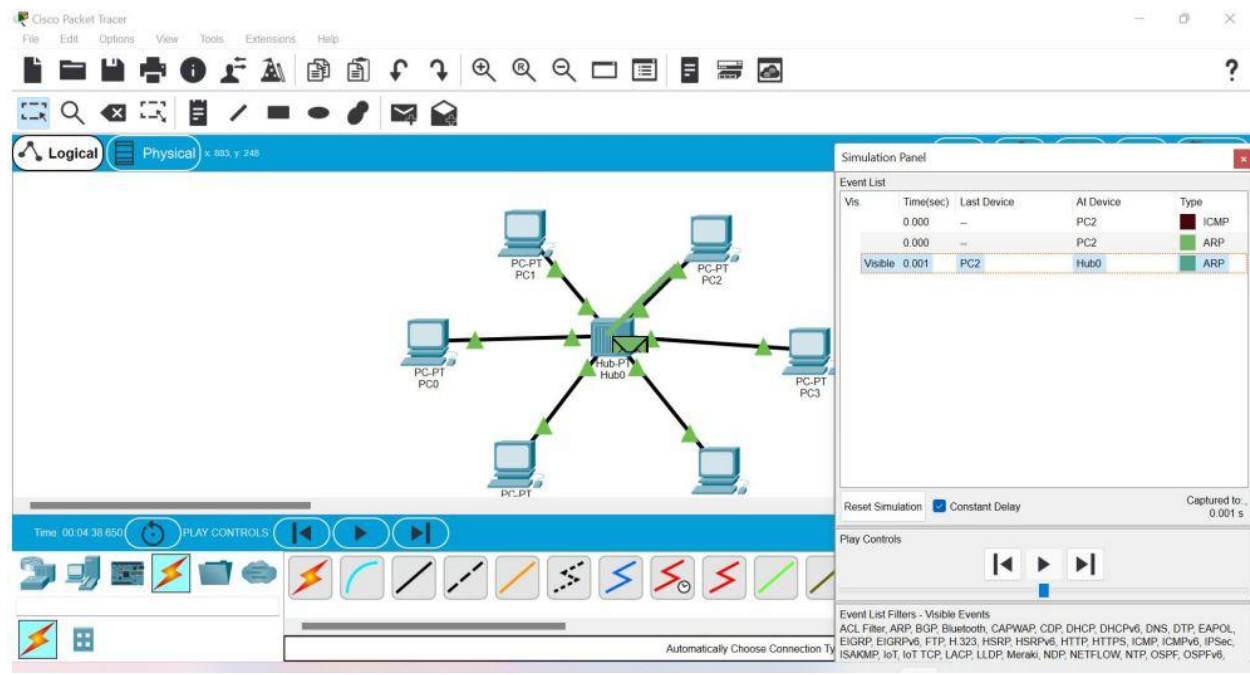 Cisco Packet Tracer
File Edit Options View Tools Extensions Help
?
Logical
Physical
x: 883, y: 248
PC-PT
PC1
PC-PT
PC2
PC-PT
PC0
Hub-PT
Hub0
PC-PT
PC3
PC-PT
Simulation Panel
Event List
Vis. Time(sec) Last Device At Device Type
0.000 -- PC2 ICMP
0.000 -- PC2 ARP
Visible 0.001 PC2 Hub0 ARP
Reset Simulation Constant Delay
Captured to:
0.001 s
Time: 00:04:38.650
PLAY CONTROLS:
Play Controls
Event List Filters - Visible Events
ACL Filter, ARP, BGP, Bluetooth, CAPWAP, CDP, DHCP, DHCPv6, DNS, DTP, EAPOL,
EIGRP, EIGRPv6, FTP, H.323, HSRP, HSRPv6, HTTP, HTTPS, ICMP, ICMPv6, IPSec,
ISAKMP, IoT, IoT TCP, LACP, LLDP, Meraki, NDP, NETFLOW, NTP, OSPF, OSPFv6,
Automatically Choose Connection Ty